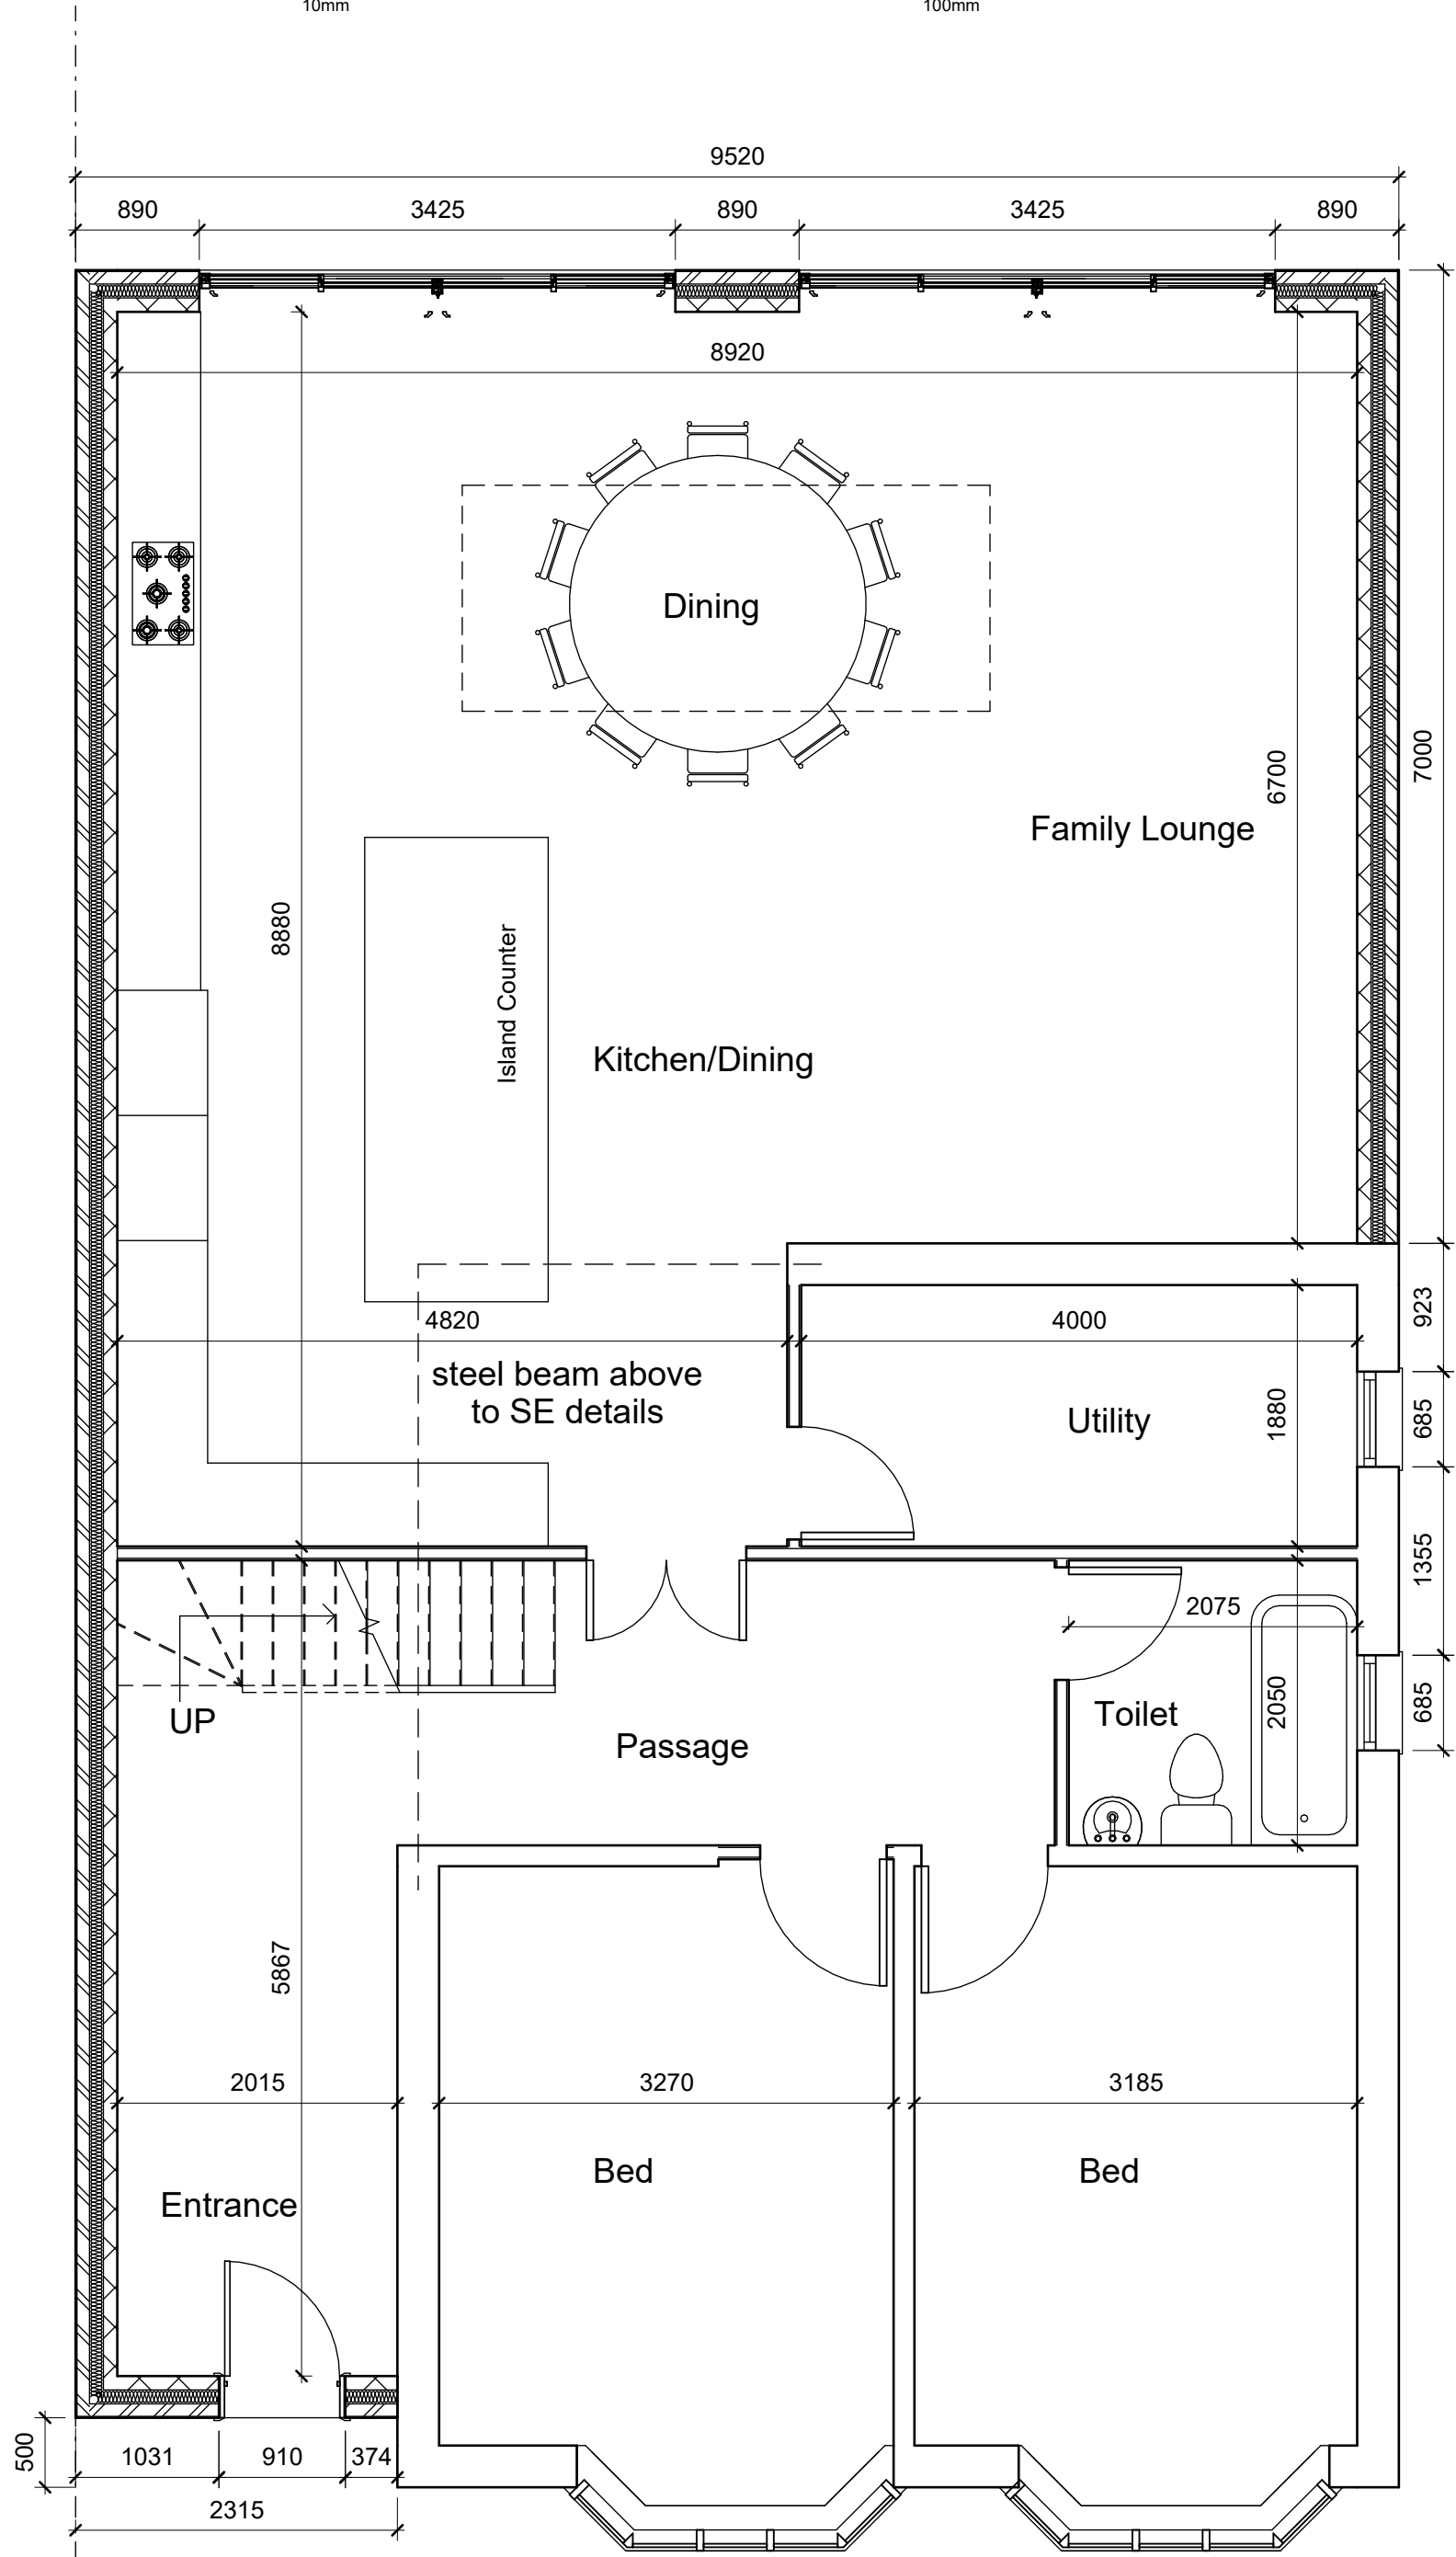 10mm
100mm
9520
890
3425
890
3425
890
8920
Dining
7000
6700
Family Lounge
8880
Island Counter
Kitchen/Dining
923
4820
4000
steel beam above
to SE details
1880
Utility
685
1355
2075
2050
685
Toilet
UP
Passage
5867
2015
3270
3185
Bed
Bed
Entrance
500
1031
910
374
2315